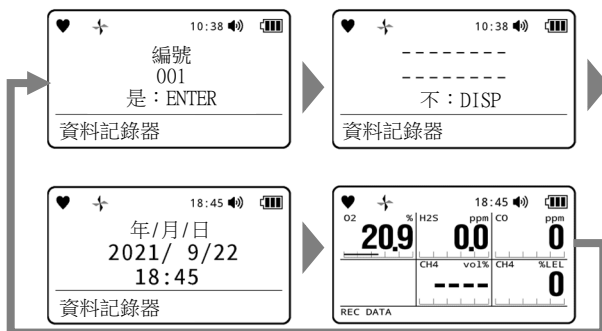 10:38
編號
001
是：ENTER
資料記錄器
10:38
--------
--------
不：DISP
資料記錄器
18:45
年/月/日
2021/ 9/22
18:45
資料記錄器
18:45
O2 % H2S ppm CO ppm
20.9 0.0 0
CH4 vol% CH4 %LEL
---- 0
REC DATA